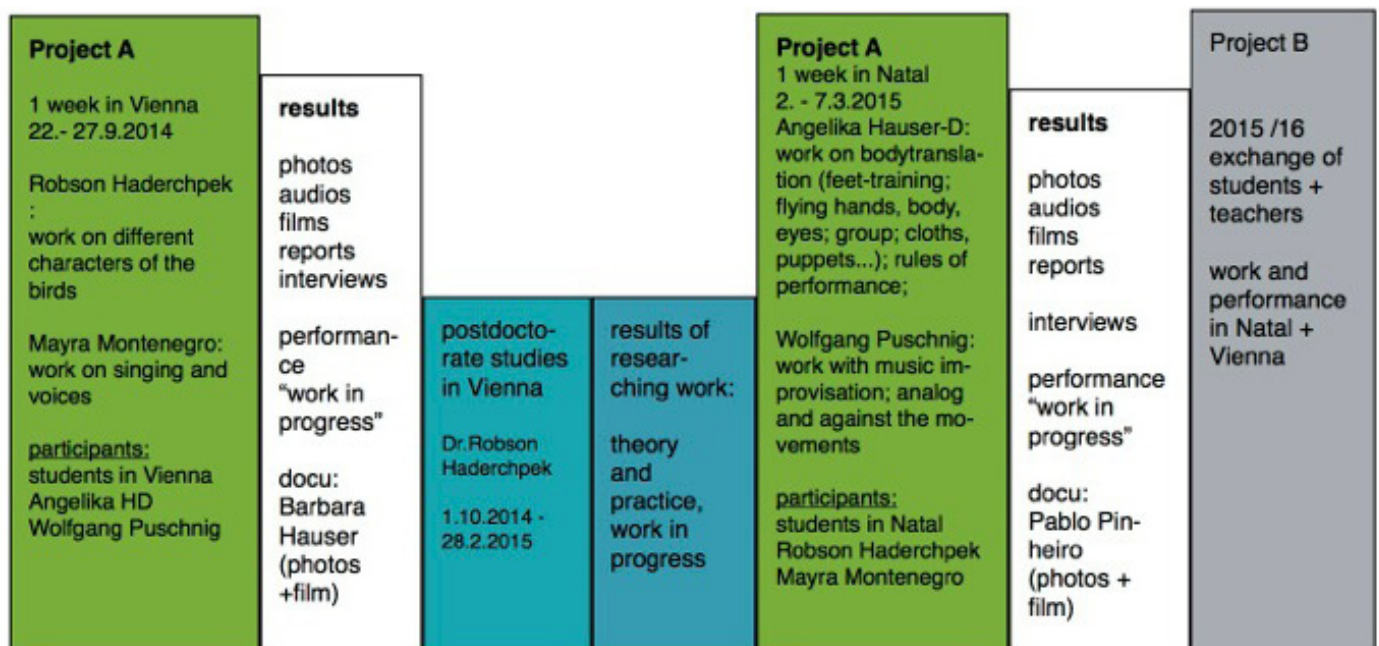 Project A
1 week in Vienna
22.- 27.9.2014
Robson Haderchpek
:
work on different
characters of the
birds
Mayra Montenegro:
work on singing and
voices
participants:
students in Vienna
Angelika HD
Wolfgang Puschnig
results
photos
audios
films
reports
interviews
performan-
ce
“work in
progress”
docu:
Barbara
Hauser
(photos
+film)
postdocto-
rate studies
in Vienna
Dr.Robson
Haderchpek
1.10.2014 -
28.2.2015
results of
resear-
ching work:
theory
and
practice,
work in
progress
Project A
1 week in Natal
2. - 7.3.2015
Angelika Hauser-D:
work on bodytransla-
tion (feet-training;
flying hands, body,
eyes; group; cloths,
puppets...); rules of
performance;
Wolfgang Puschnig:
work with music im-
provisation; analog
and against the mo-
vements
participants:
students in Natal
Robson Haderchpek
Mayra Montenegro
results
photos
audios
films
reports
interviews
performance
“work in
progress”
docu:
Pablo Pin-
heiro
(photos +
film)
Project B
2015 /16
exchange of
students +
teachers
work and
performance
in Natal +
Vienna